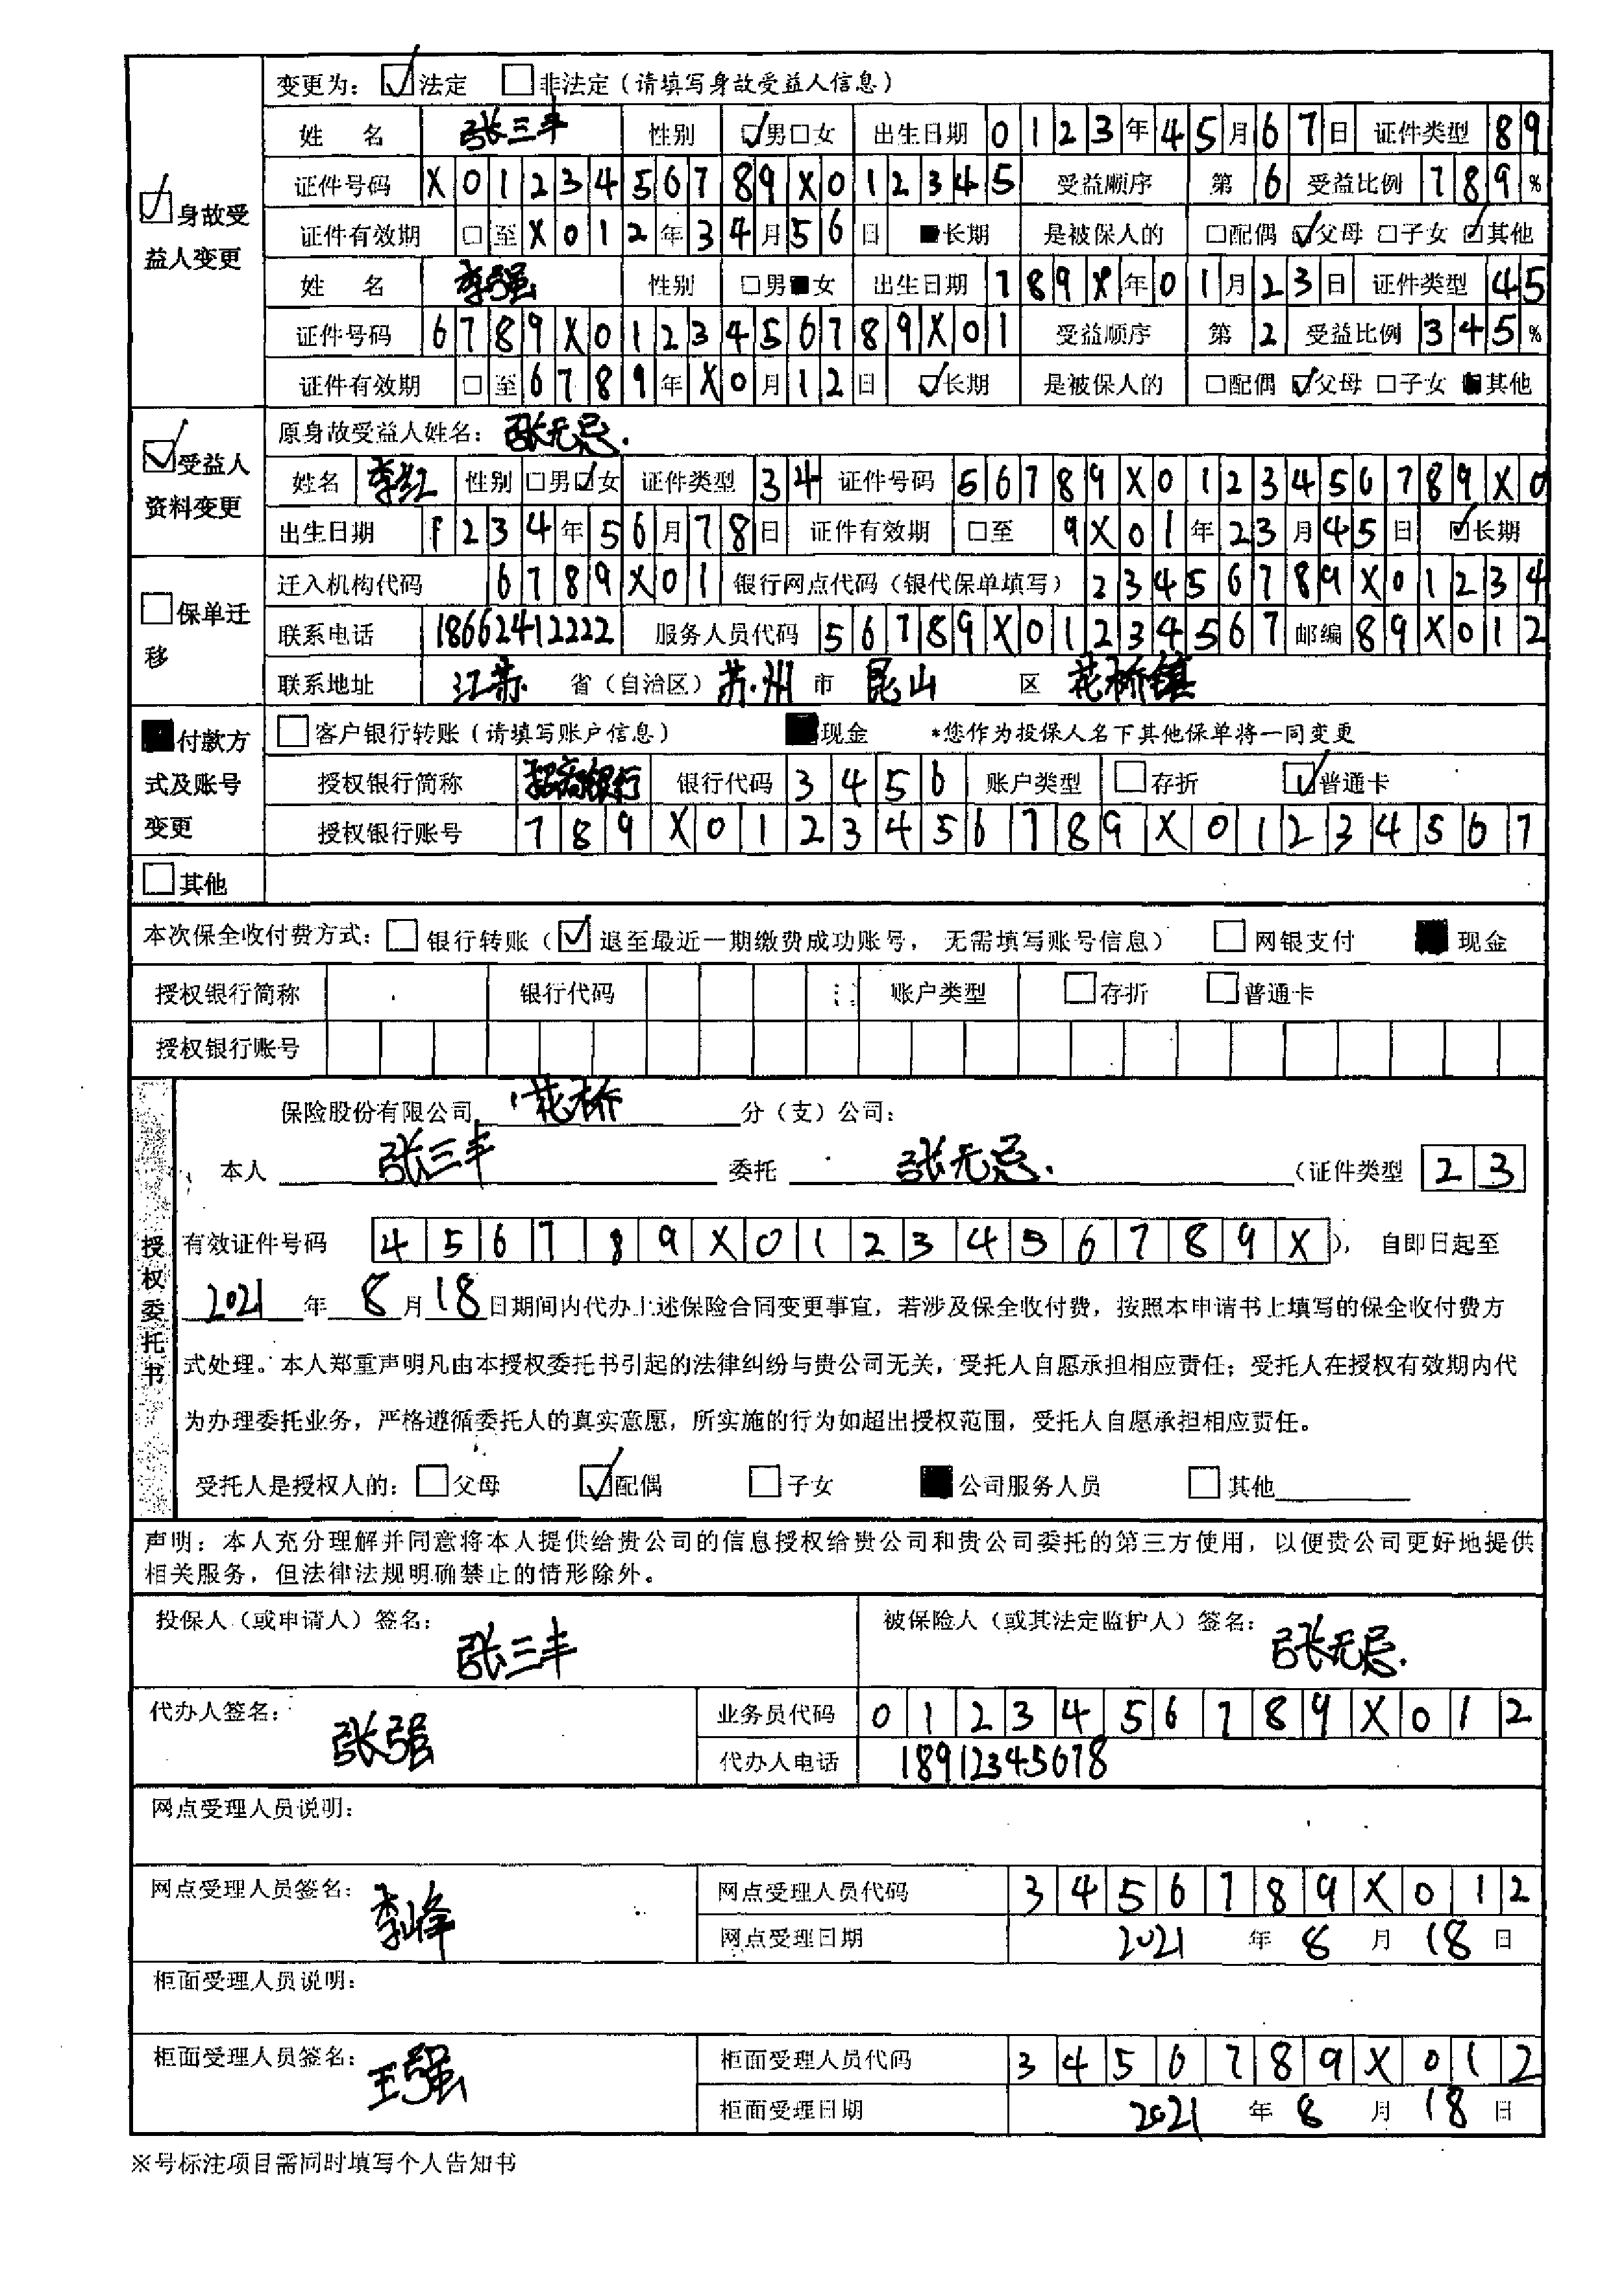 变更为：☑法定 □非法定（请填写身故受益人信息）
☑身故受益人变更
姓 名 张三丰 性别 ☑男□女 出生日期 0123年45月67日 证件类型 89
证件号码 X0123456789X012345 受益顺序 第6 受益比例 789%
证件有效期 □至X012年34月56日 ■长期 是被保人的 □配偶☑父母□子女☑其他
姓 名 李强 性别 □男■女 出生日期 789X年01月23日 证件类型 45
证件号码 6789X0123456789X01 受益顺序 第2 受益比例 345%
证件有效期 □至6789年X0月12日 ☑长期 是被保人的 □配偶☑父母□子女■其他
☑受益人资料变更
原身故受益人姓名：张无忌.
姓名 李红 性别 □男☑女 证件类型 34 证件号码 56789X0123456789X0
出生日期 1234年56月78日 证件有效期 □至 9X01年23月45日 ☑长期
□保单迁移
迁入机构代码 6789X01 银行网点代码（银代保单填写）23456789X01234
联系电话 18662412222 服务人员代码 56789X01234567 邮编 89X012
联系地址 江苏 省（自治区）苏州 市 昆山 区 花桥镇
■付款方式及账号变更
□客户银行转账（请填写账户信息） ■现金 *您作为投保人名下其他保单将一同变更
授权银行简称 招商银行 银行代码 3456 账户类型 □存折 ☑普通卡
授权银行账号 789X0123456789X01234567
□其他
本次保全收付费方式：□银行转账（☑退至最近一期缴费成功账号， 无需填写账号信息） □网银支付 ■现金
授权银行简称 银行代码 账户类型 □存折 □普通卡
授权银行账号
授权委托书
保险股份有限公司 花桥 分（支）公司：
本人 张三丰 委托 张无忌. （证件类型 23
有效证件号码 456789X0123456789X ）， 自即日起至
2021 年 8 月 18 日期间内代办上述保险合同变更事宜，若涉及保全收付费，按照本申请书上填写的保全收付费方
式处理。本人郑重声明凡由本授权委托书引起的法律纠纷与贵公司无关，受托人自愿承担相应责任；受托人在授权有效期内代
为办理委托业务，严格遵循委托人的真实意愿，所实施的行为如超出授权范围，受托人自愿承担相应责任。
受托人是授权人的：□父母 ☑配偶 □子女 ■公司服务人员 □其他
声明：本人充分理解并同意将本人提供给贵公司的信息授权给贵公司和贵公司委托的第三方使用，以便贵公司更好地提供
相关服务，但法律法规明确禁止的情形除外。
投保人（或申请人）签名： 张三丰 被保险人（或其法定监护人）签名： 张无忌.
代办人签名： 张强 业务员代码 0123456789X012
代办人电话 18912345678
网点受理人员说明：
网点受理人员签名： 李峰 网点受理人员代码 3456789X012
网点受理日期 2021 年 8 月 18 日
柜面受理人员说明：
柜面受理人员签名： 王强 柜面受理人员代码 3456789X012
柜面受理日期 2021 年 8 月 18 日
※号标注项目需同时填写个人告知书